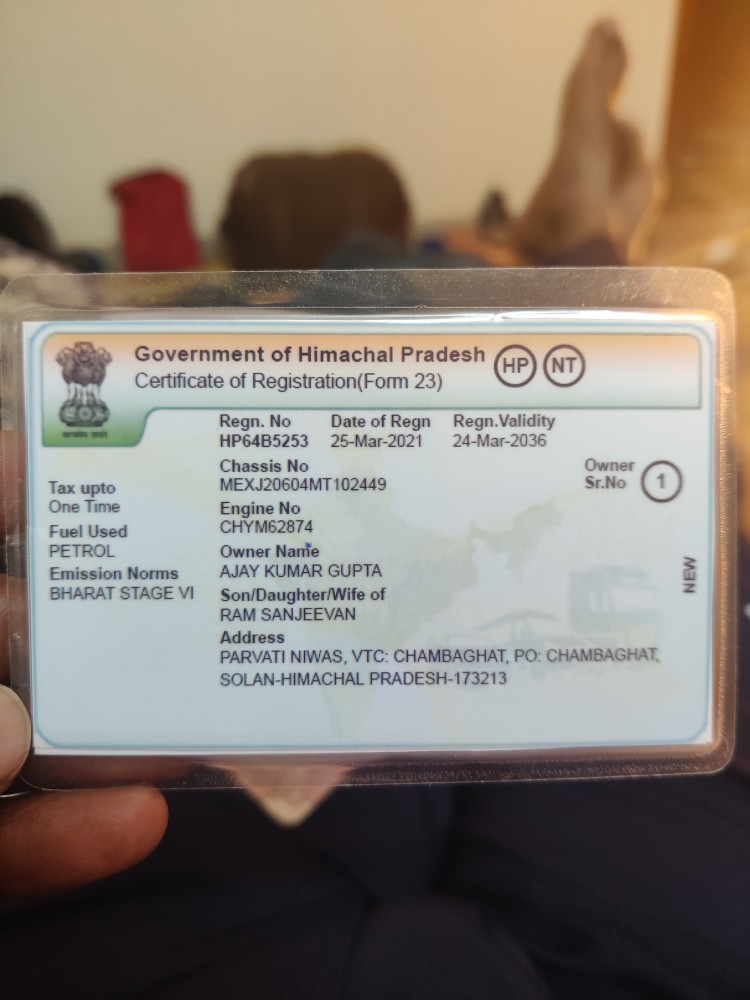 Government of Himachal Pradesh HP NT
Certificate of Registration(Form 23)
Regn. No Date of Regn Regn.Validity
HP64B5253 25-Mar-2021 24-Mar-2036
Chassis No
MEXJ20604MT102449
Owner
Sr.No 1
Tax upto
One Time
Engine No
CHYM62874
Fuel Used
PETROL
Owner Name
AJAY KUMAR GUPTA
Emission Norms
BHARAT STAGE VI
Son/Daughter/Wife of
RAM SANJEEVAN
NEW
Address
PARVATI NIWAS, VTC: CHAMBAGHAT, PO: CHAMBAGHAT,
SOLAN-HIMACHAL PRADESH-173213